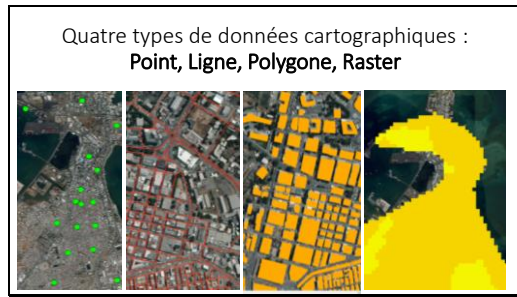 Quatre types de données cartographiques :
Point, Ligne, Polygone, Raster